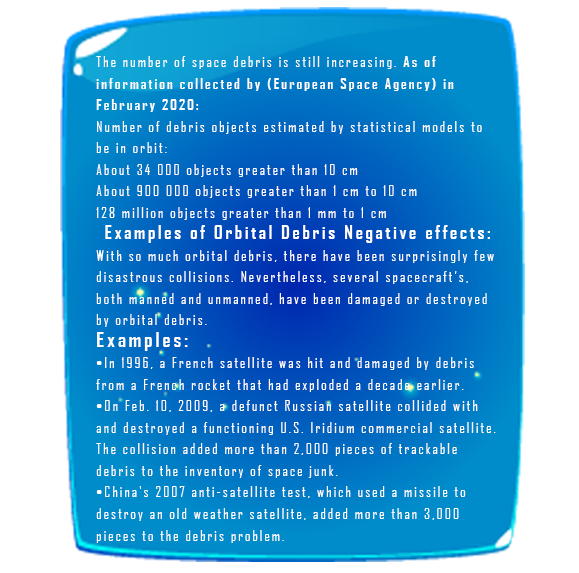 The number of space debris is still increasing. As of
information collected by (European Space Agency) in
February 2020:
Number of debris objects estimated by statistical models to
be in orbit:
About 34 000 objects greater than 10 cm
About 900 000 objects greater than 1 cm to 10 cm
128 million objects greater than 1 mm to 1 cm
Examples of Orbital Debris Negative effects:
With so much orbital debris, there have been surprisingly few
disastrous collisions. Nevertheless, several spacecraft's,
both manned and unmanned, have been damaged or destroyed
by orbital debris.
Examples:
•In 1996, a French satellite was hit and damaged by debris
from a French rocket that had exploded a decade earlier.
•On Feb. 10, 2009, a defunct Russian satellite collided with
and destroyed a functioning U.S. Iridium commercial satellite.
The collision added more than 2,000 pieces of trackable
debris to the inventory of space junk.
•China's 2007 anti-satellite test, which used a missile to
destroy an old weather satellite, added more than 3,000
pieces to the debris problem.